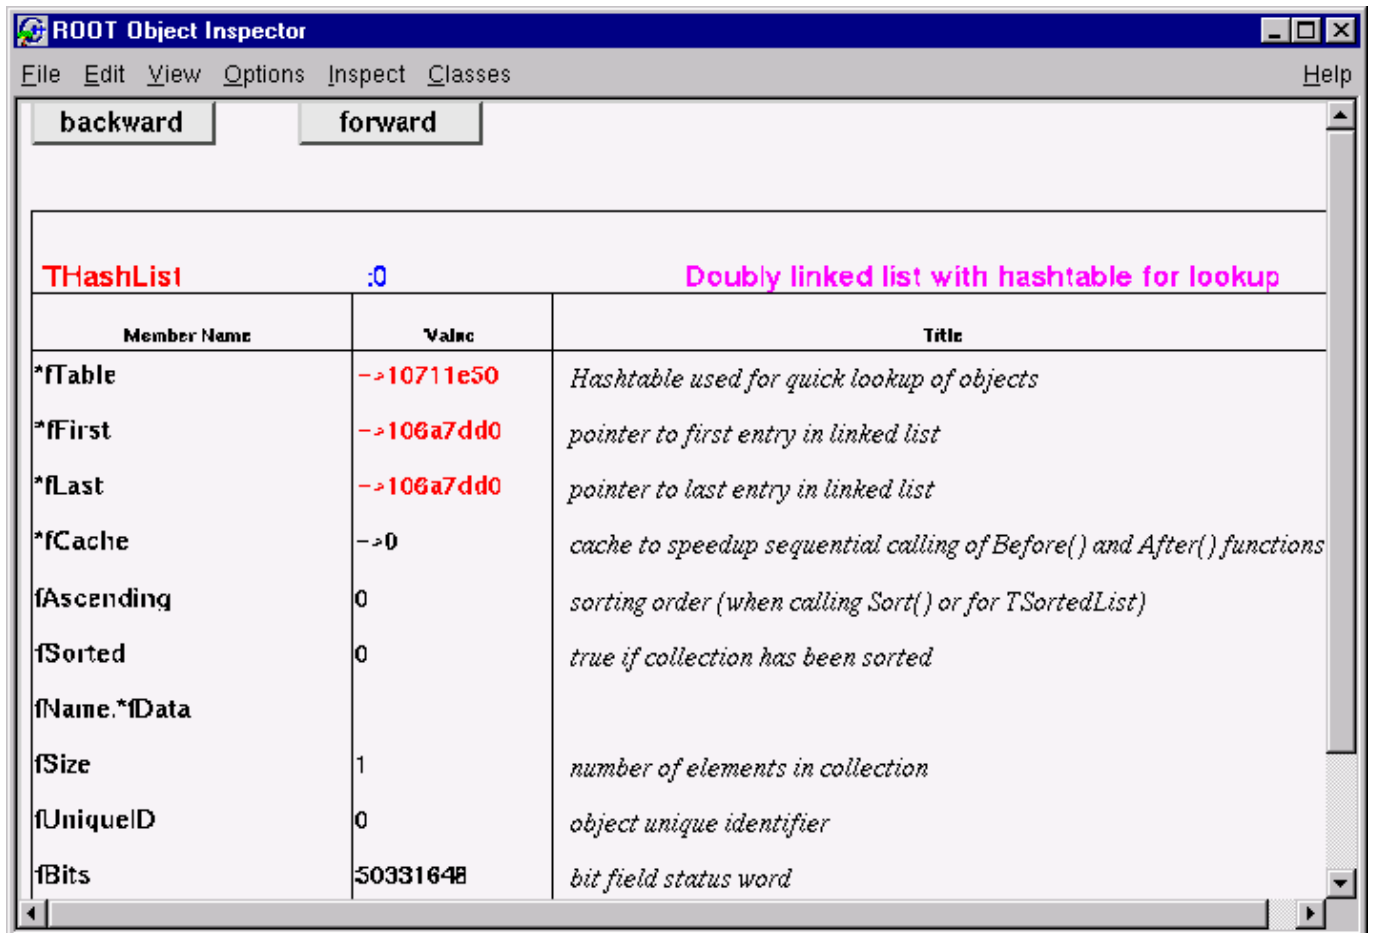 ROOT Object Inspector
File Edit View Options Inspect Classes Help
backward forward
THashList :0 Doubly linked list with hashtable for lookup
Member Name Value Title
*fTable ->10711e50 Hashtable used for quick lookup of objects
*fFirst ->106a7dd0 pointer to first entry in linked list
*fLast ->106a7dd0 pointer to last entry in linked list
*fCache ->0 cache to speedup sequential calling of Before() and After() functions
fAscending 0 sorting order (when calling Sort() or for TSortedList)
fSorted 0 true if collection has been sorted
fName.*fData
fSize 1 number of elements in collection
fUniqueID 0 object unique identifier
fBits 50331648 bit field status word